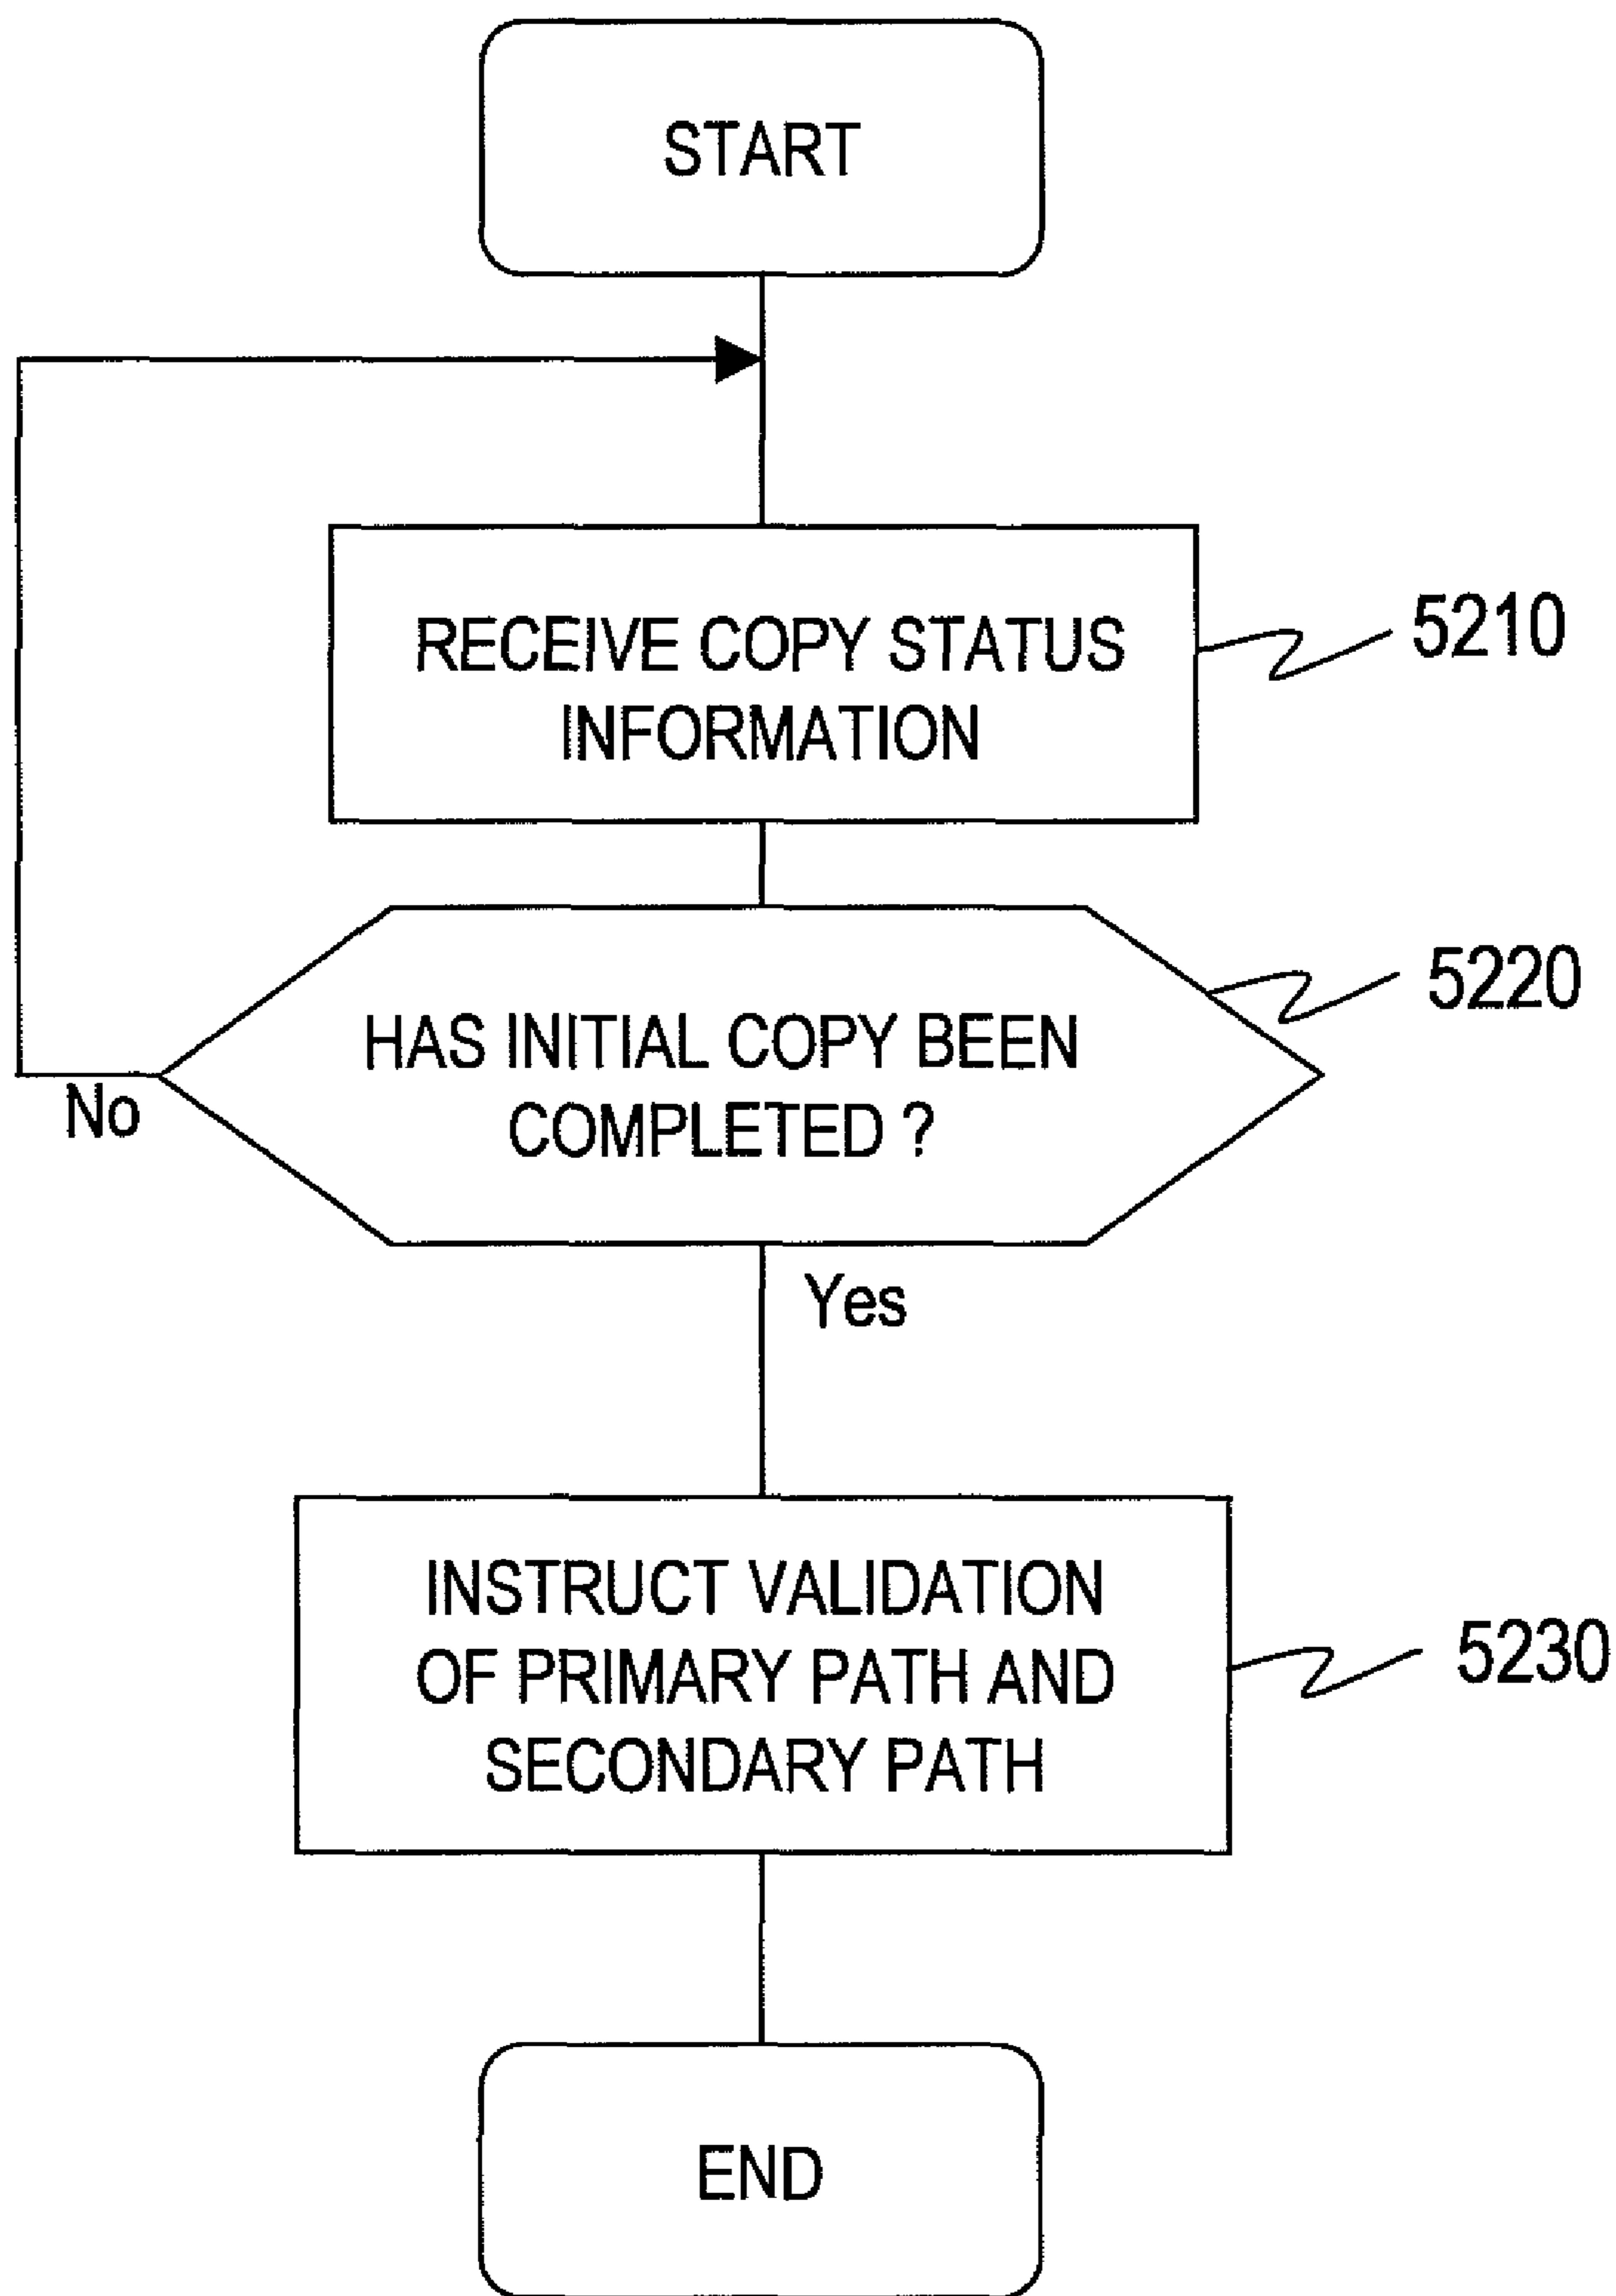 START
RECEIVE COPY STATUS
INFORMATION
5210
HAS INITIAL COPY BEEN
COMPLETED ?
5220
No
Yes
INSTRUCT VALIDATION
OF PRIMARY PATH AND
SECONDARY PATH
5230
END